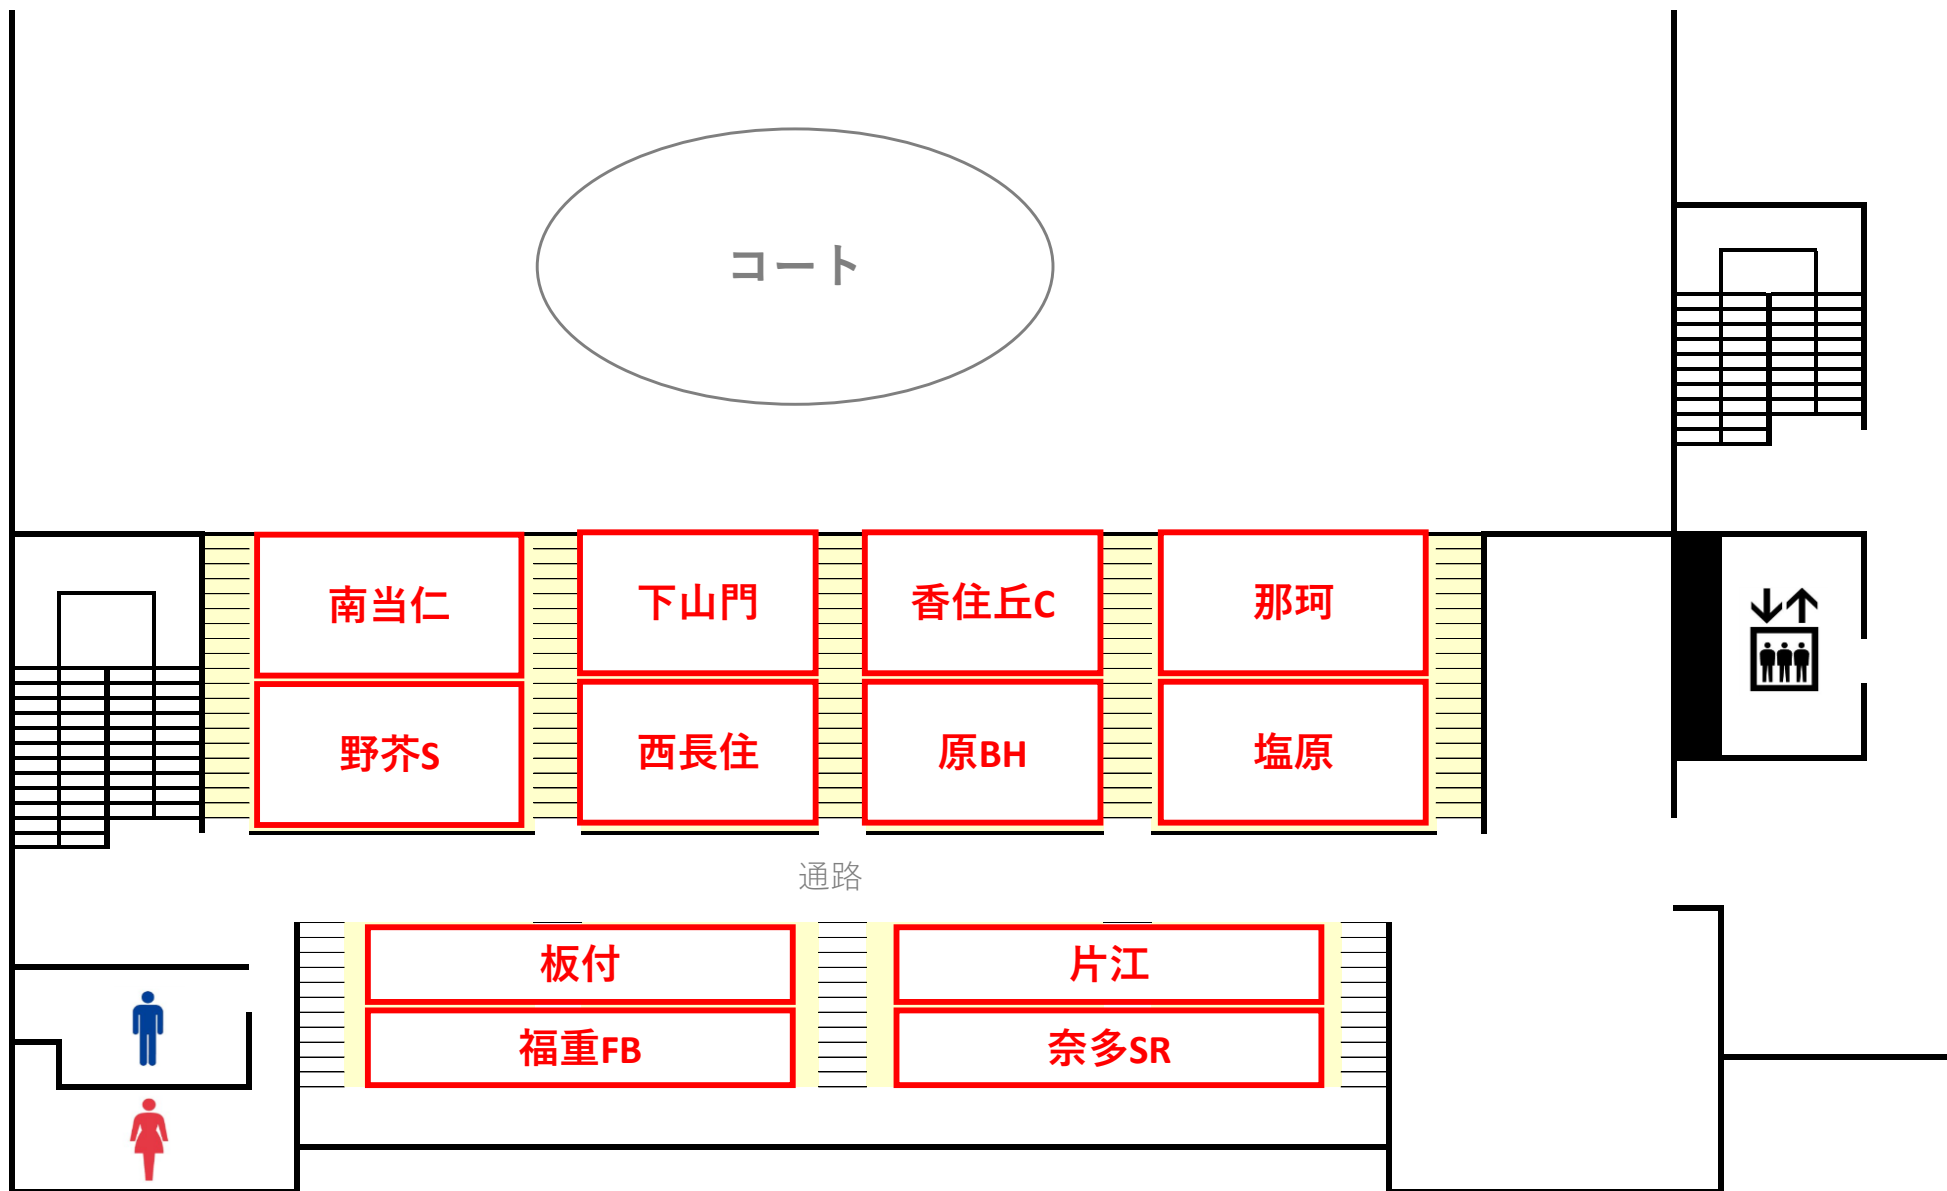 コート
南当仁
下山門
香住丘C
那珂
野芥S
西長住
原BH
塩原
通路
板付
片江
福重FB
奈多SR